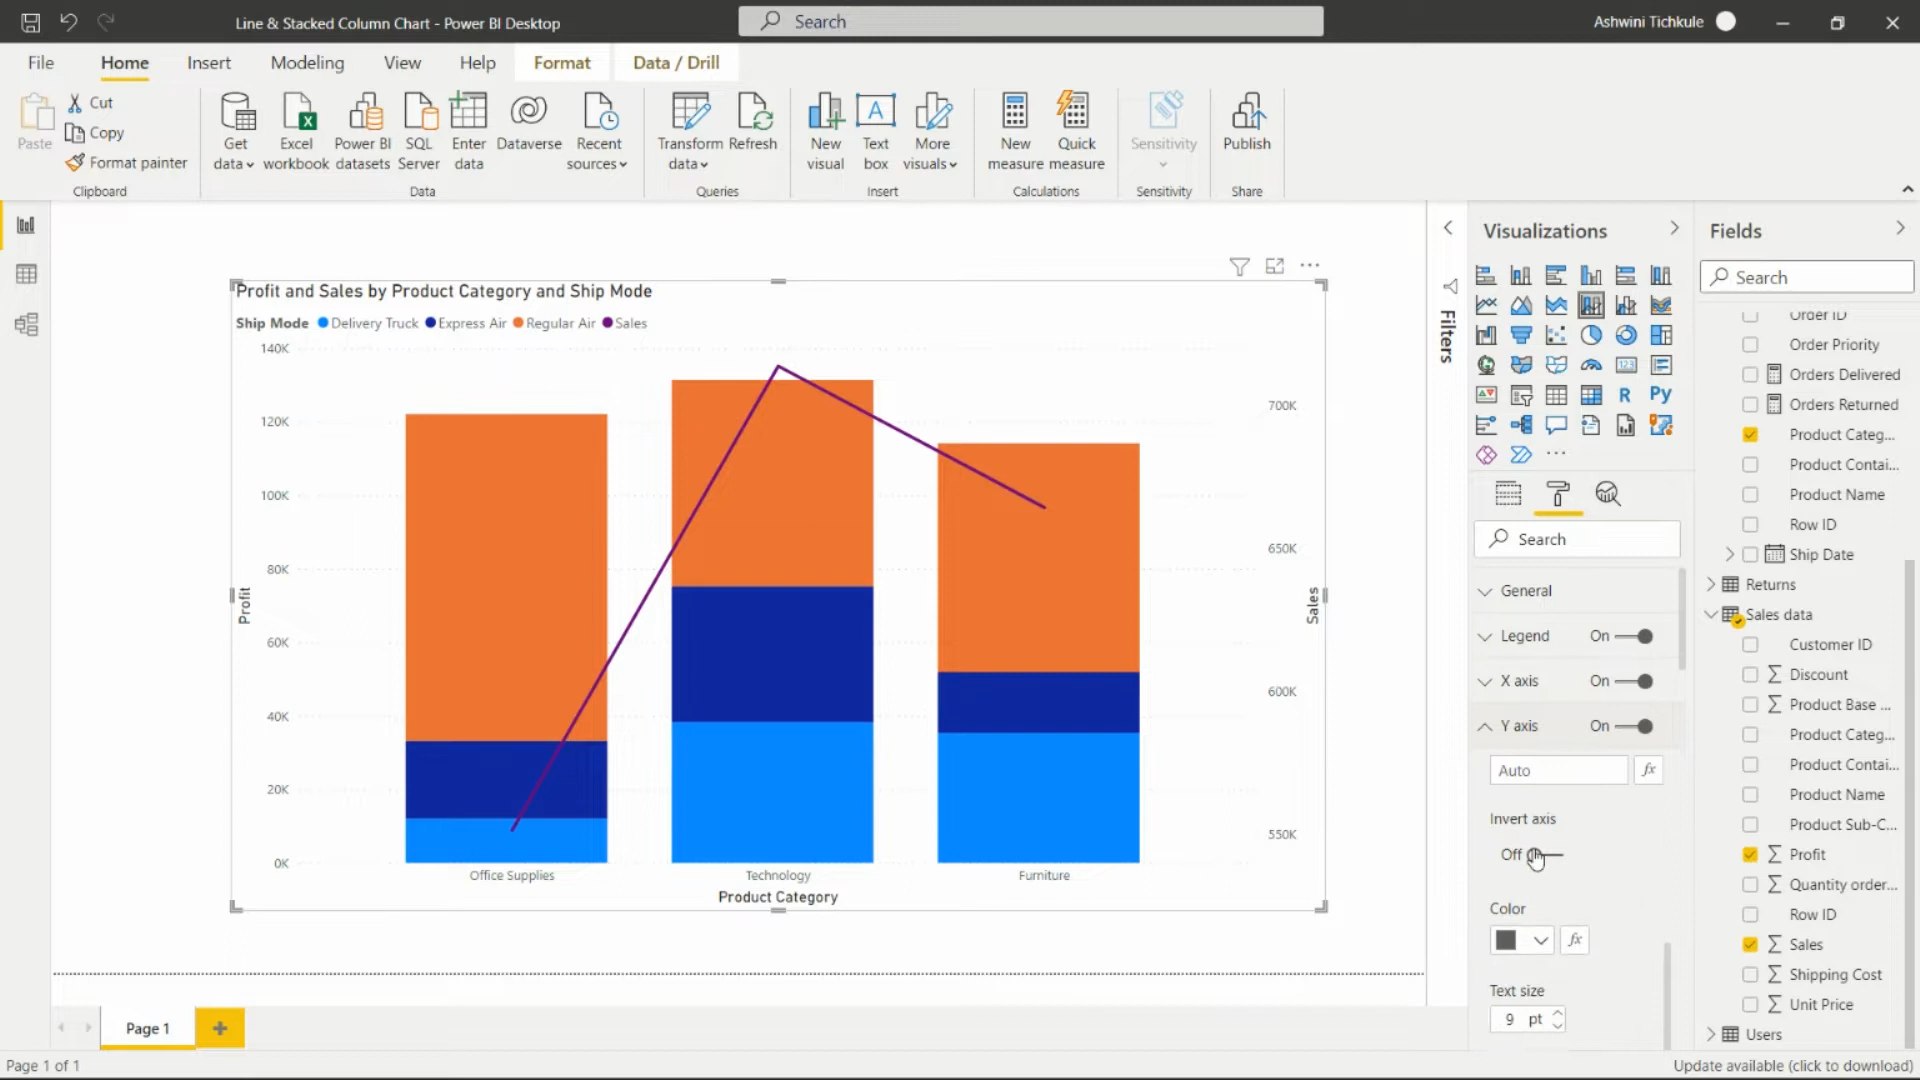 Line & Stacked Column Chart - Power BI Desktop
Search
Ashwini Tichkule
File Home Insert Modeling View Help Format Data / Drill
Paste
Cut
Copy
Format painter
Clipboard
Get data
Excel workbook
Power BI datasets
SQL Server
Enter data
Dataverse
Recent sources
Data
Transform data
Refresh
Queries
New visual
A
Text box
More visuals
Insert
New measure
Quick measure
Calculations
Sensitivity
Sensitivity
Publish
Share
Profit and Sales by Product Category and Ship Mode
Ship Mode Delivery Truck Express Air Regular Air Sales
140K
120K
100K
80K
60K
40K
20K
0K
Profit
700K
650K
600K
550K
Sales
Office Supplies Technology Furniture
Product Category
Filters
Visualizations
123
R Py
Search
General
Legend On
X axis On
Y axis On
Auto fx
Invert axis
Off
Color
fx
Text size
9 pt
Fields
Search
Order ID
Order Priority
Orders Delivered
Orders Returned
Product Categ...
Product Contai...
Product Name
Row ID
Ship Date
Returns
Sales data
Customer ID
Discount
Product Base ...
Product Categ...
Product Contai...
Product Name
Product Sub-C...
Profit
Quantity order...
Row ID
Sales
Shipping Cost
Unit Price
Users
Page 1
Page 1 of 1
Update available (click to download)